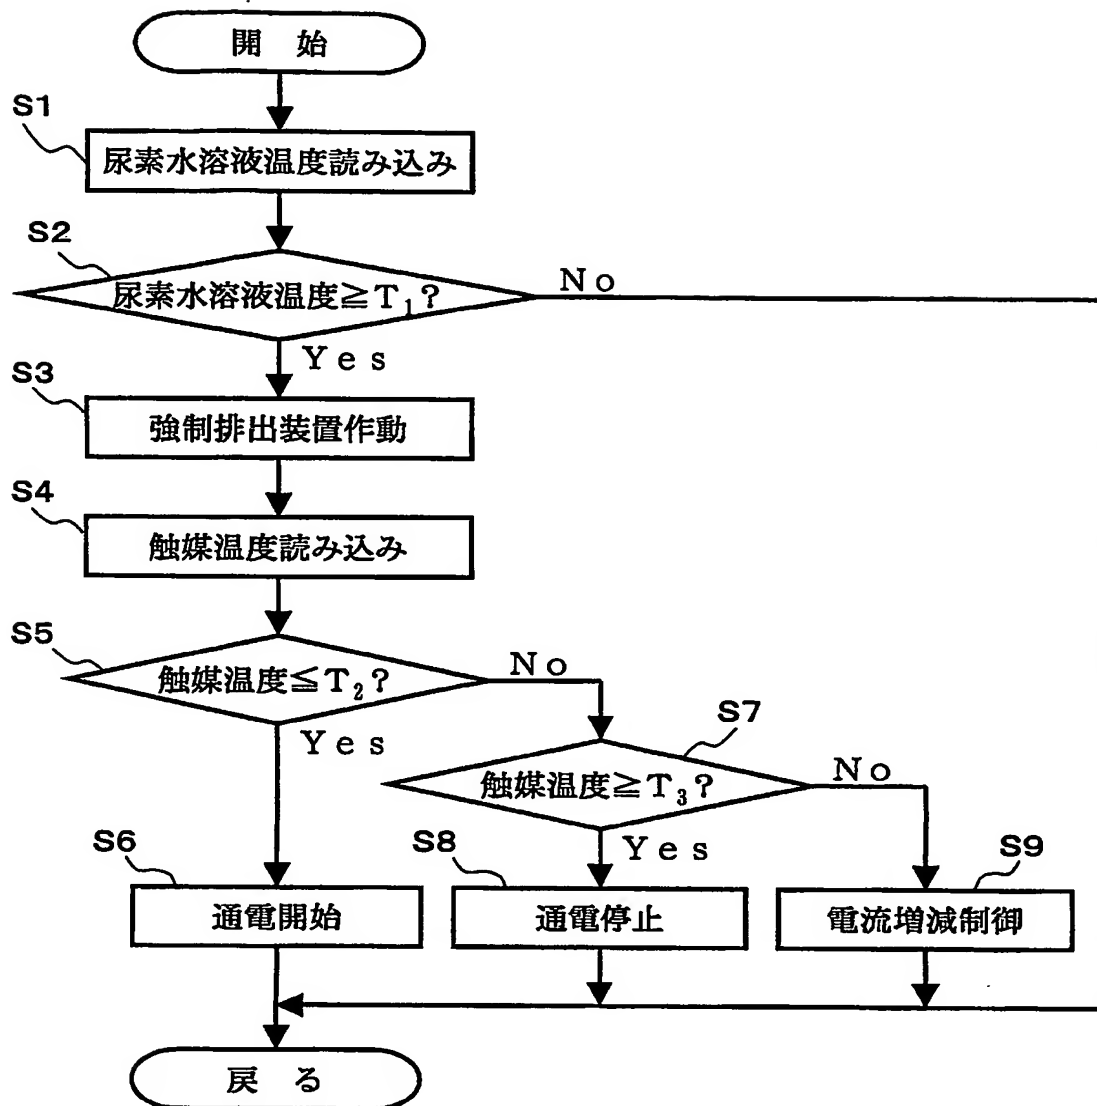 開 始
S1
尿素水溶液温度読み込み
S2
尿素水溶液温度≧T₁?
No
Yes
S3
強制排出装置作動
S4
触媒温度読み込み
S5
触媒温度≦T₂?
No
Yes
S7
触媒温度≧T₃?
No
Yes
S6
通電開始
S8
通電停止
S9
電流増減制御
戻 る